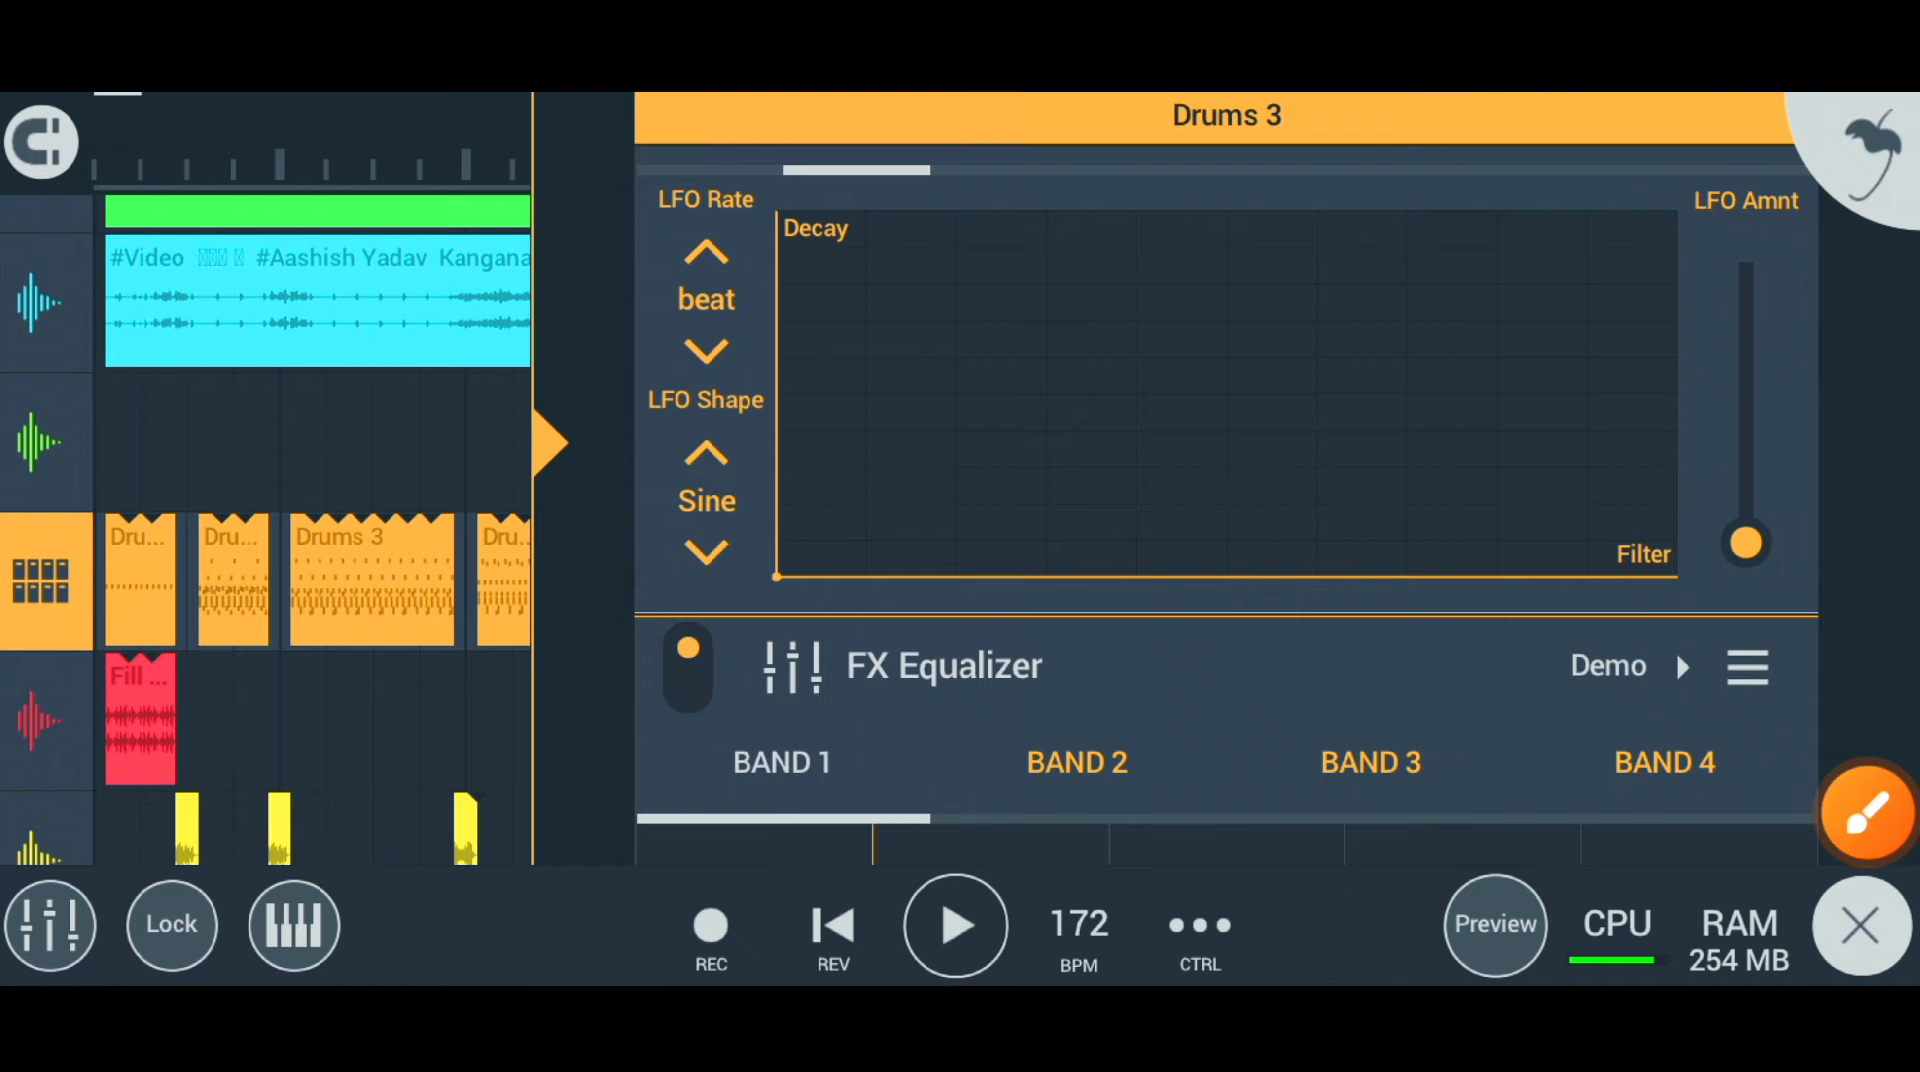 Drums 3
LFO Rate
LFO Amnt
Decay
#Video
#Aashish Yadav Kangana
beat
LFO Shape
Sine
Filter
Dru...
Dru...
Drums 3
Dru..
Fill ...
FX Equalizer
Demo
BAND 1
BAND 2
BAND 3
BAND 4
Lock
REC
REV
172
BPM
CTRL
Preview
CPU
RAM
254 MB